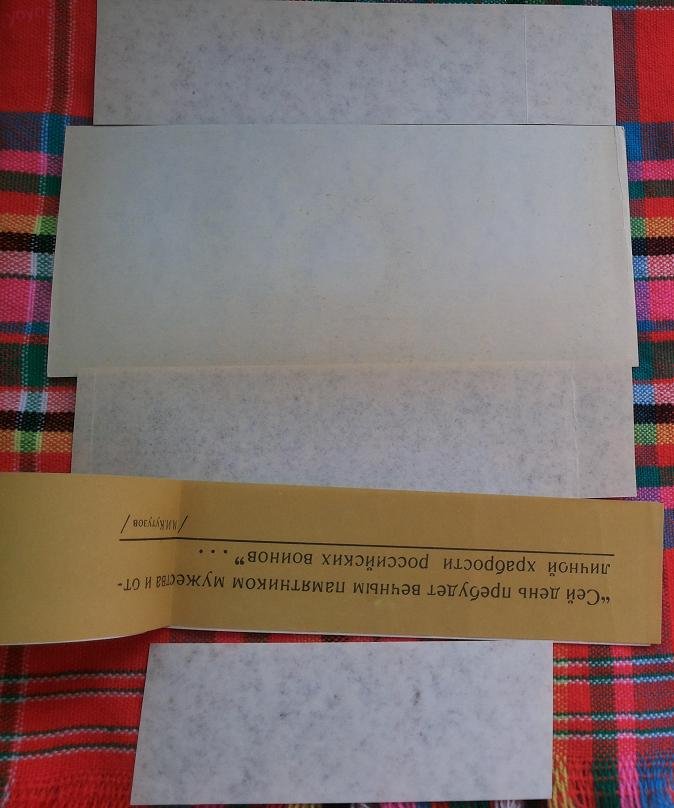 “Сей день пребудет вечным памятником мужества и от-
личной храбрости российских воинов” . . .
/М.И.Кутузов /